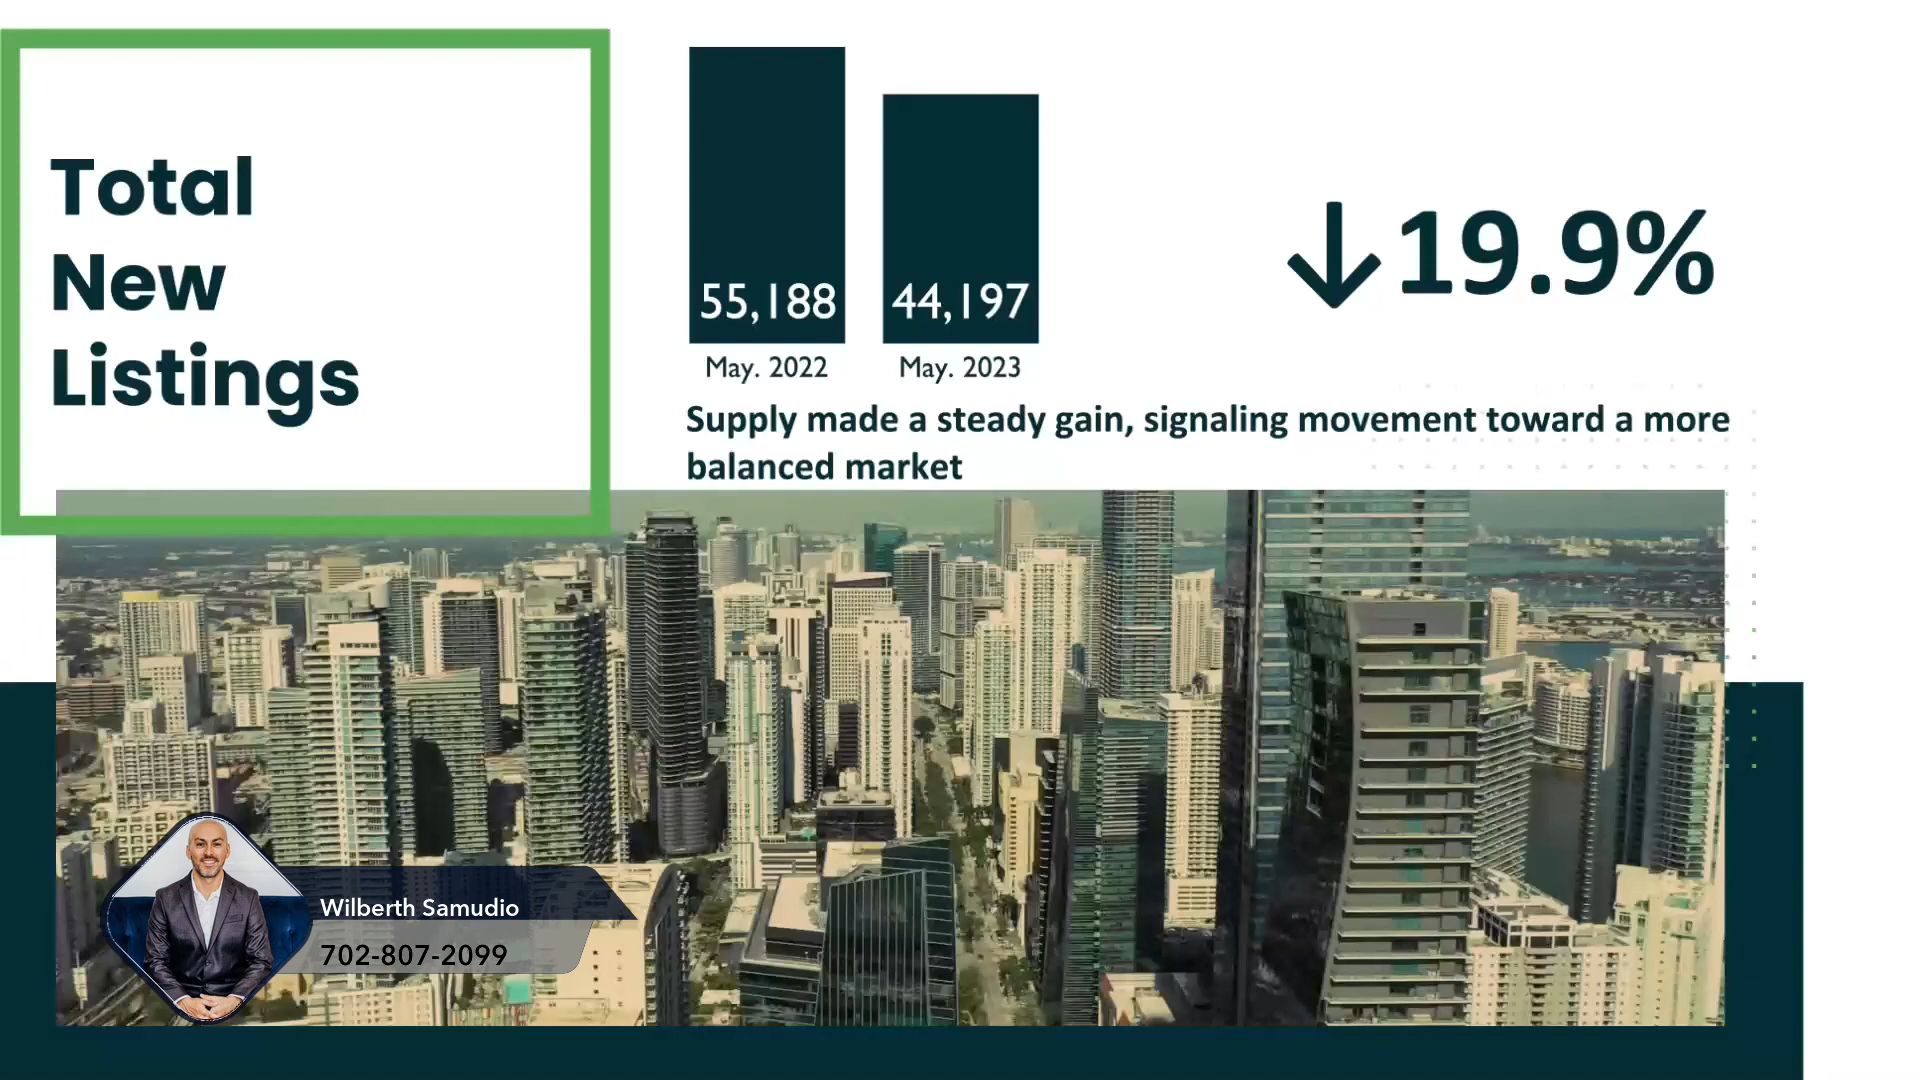 Total
New
Listings
55,188
44,197
May. 2022
May. 2023
↓19.9%
Supply made a steady gain, signaling movement toward a more
balanced market
Wilberth Samudio
702-807-2099